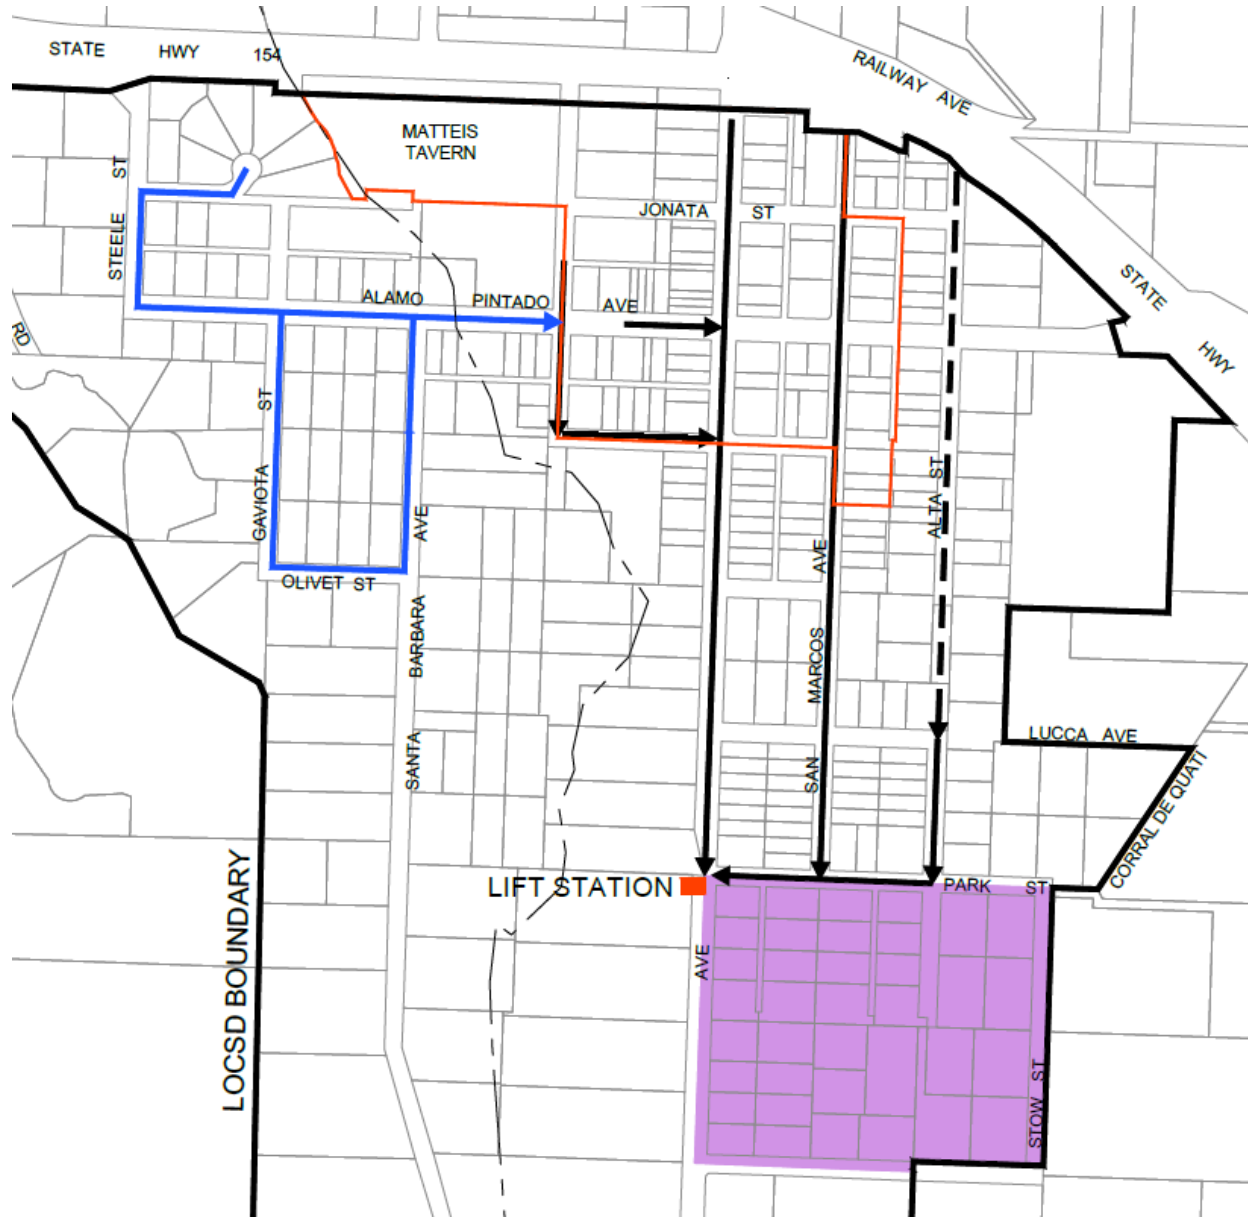 STATE HWY 154
RAILWAY AVE
MATTEIS
TAVERN
STEELE ST
JONATA ST
STATE HWY
ALAMO PINTADO AVE
RD
GAVIOTA ST
OLIVET ST
SANTA BARBARA AVE
SAN MARCOS AVE
ALTA ST
LUCCA AVE
CORRAL DE QUATI
LIFT STATION
PARK ST
LOCSD BOUNDARY
AVE
STOW ST